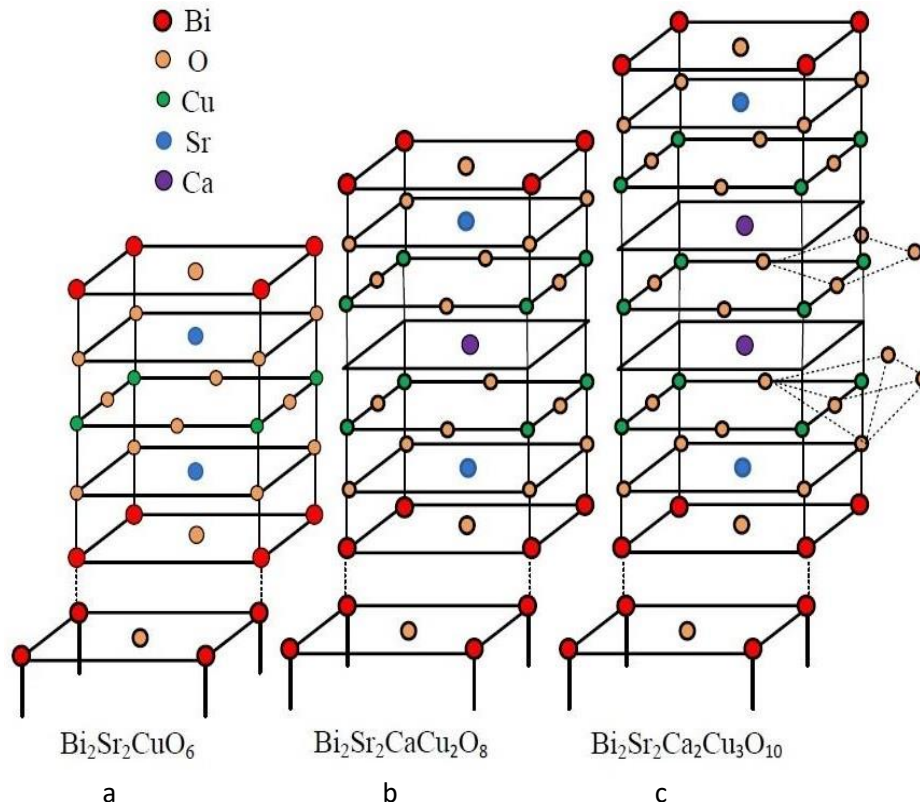 Bi
O
Cu
Sr
Ca
Bi₂Sr₂CuO₆
Bi₂Sr₂CaCu₂O₈
Bi₂Sr₂Ca₂Cu₃O₁₀
a
b
c